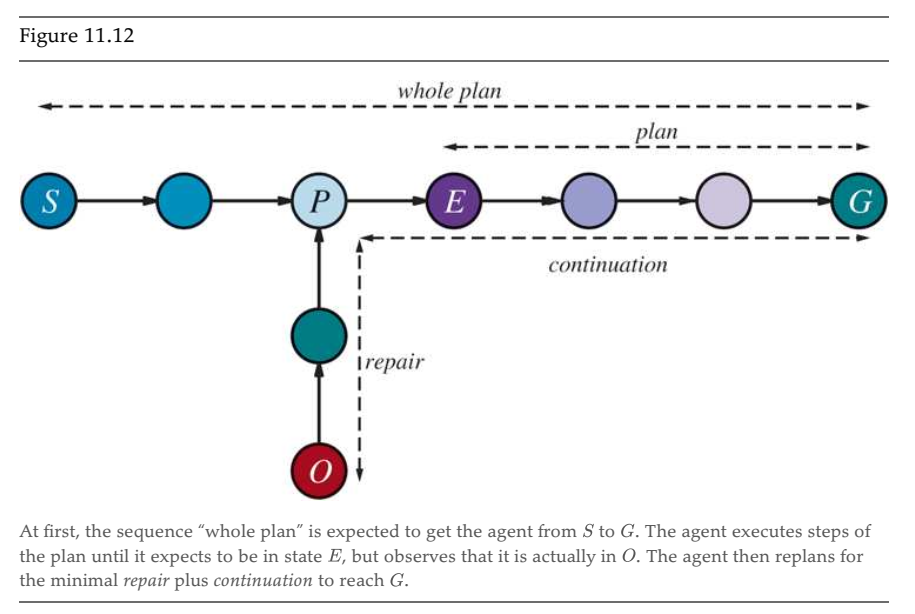 Figure 11.12
whole plan
plan
S P E G
continuation
repair
O
At first, the sequence “whole plan” is expected to get the agent from S to G. The agent executes steps of
the plan until it expects to be in state E, but observes that it is actually in O. The agent then replans for
the minimal repair plus continuation to reach G.